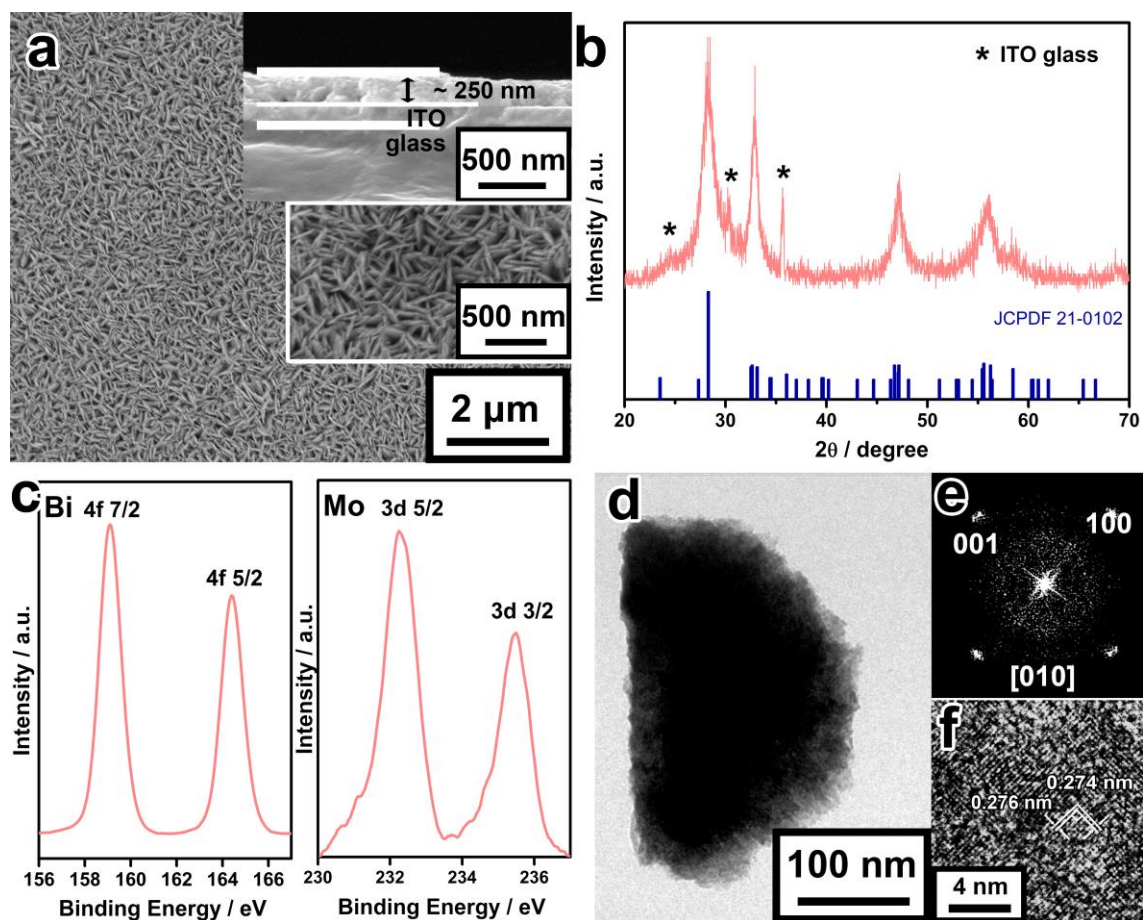 a
~ 250 nm
ITO
glass
500 nm
500 nm
2 µm
b
* ITO glass
*
*
*
Intensity / a.u.
JCPDF 21-0102
20 30 40 50 60 70
2θ / degree
c
Bi
4f 7/2
4f 5/2
Intensity / a.u.
156 158 160 162 164 166
Binding Energy / eV
Mo
3d 5/2
3d 3/2
Intensity / a.u.
230 232 234 236
Binding Energy / eV
d
100 nm
e
001
100
[010]
f
0.274 nm
0.276 nm
4 nm